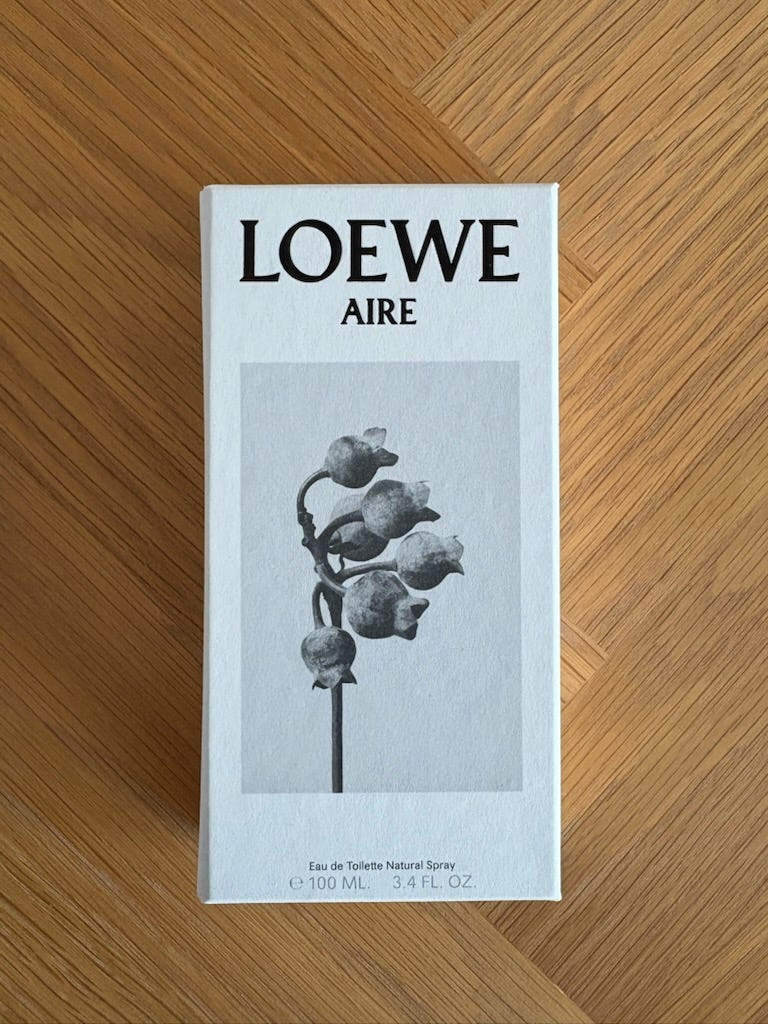 LOEWE
AIRE
Eau de Toilette Natural Spray
℮ 100 ML. 3.4 FL. OZ.